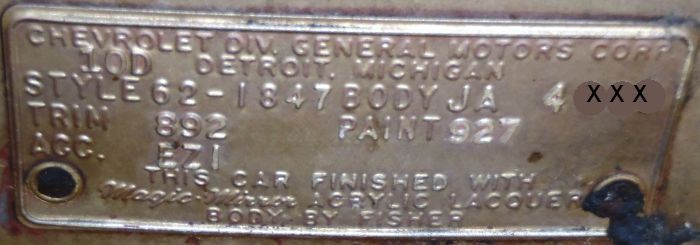 CHEVROLET DIV. GENERAL MOTORS CORP
10D DETROIT, MICHIGAN
STYLE 62-1847 BODY JA 4 X X X
TRIM 892 PAINT 927
ACC. EZI
THIS CAR FINISHED WITH
Magic-Mirror ACRYLIC LACQUER
BODY BY FISHER